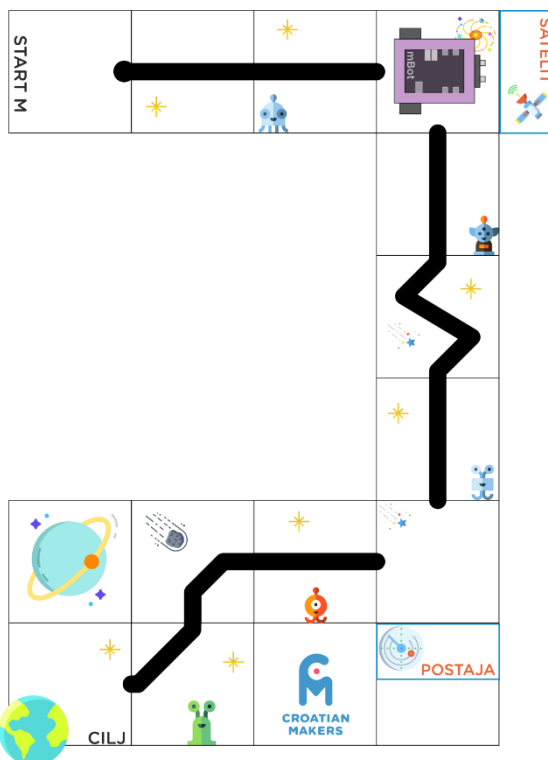 START M
mBot
SATELIT
POSTAJA
CROATIAN
MAKERS
CILJ